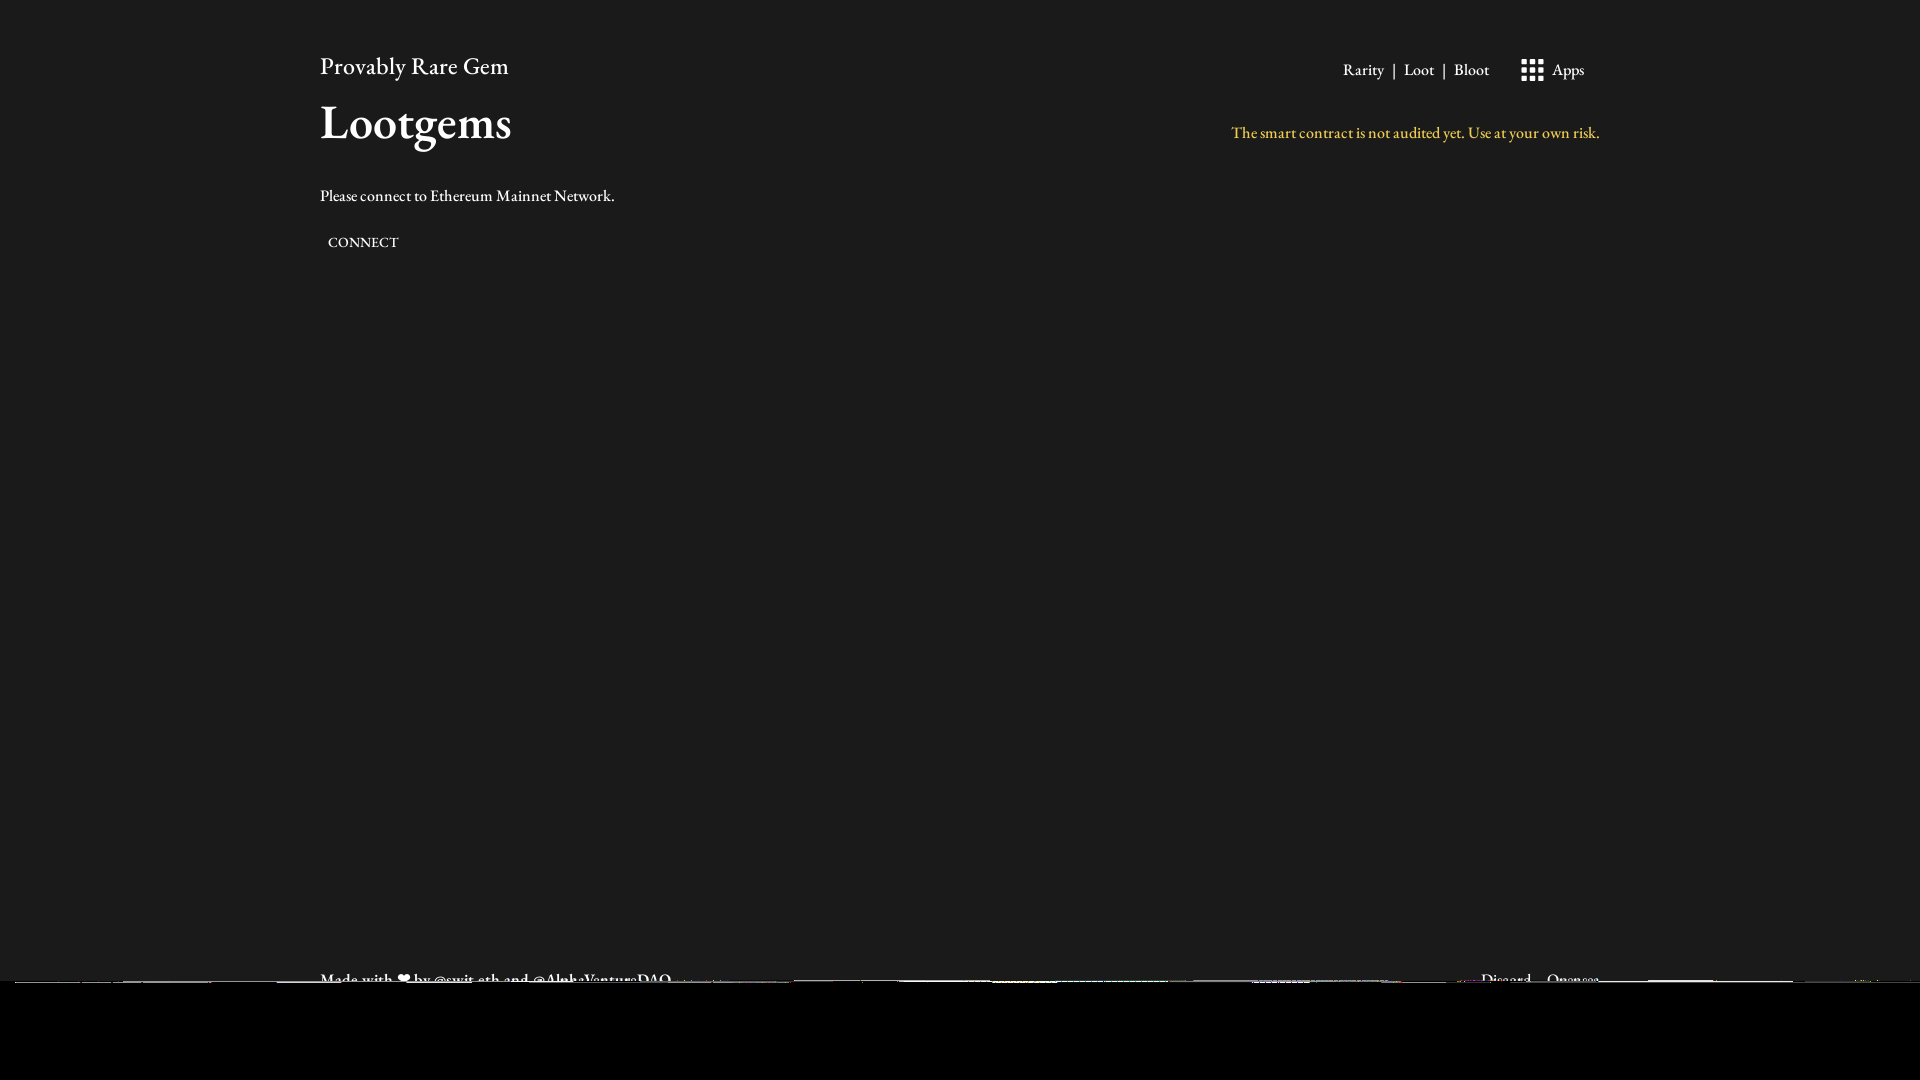 Provably Rare Gem
Rarity | Loot | Bloot Apps
Lootgems
The smart contract is not audited yet. Use at your own risk.
Please connect to Ethereum Mainnet Network.
CONNECT
Made with ❤ by @swit.eth and @AlphaVentureDAO
Discord Opensea